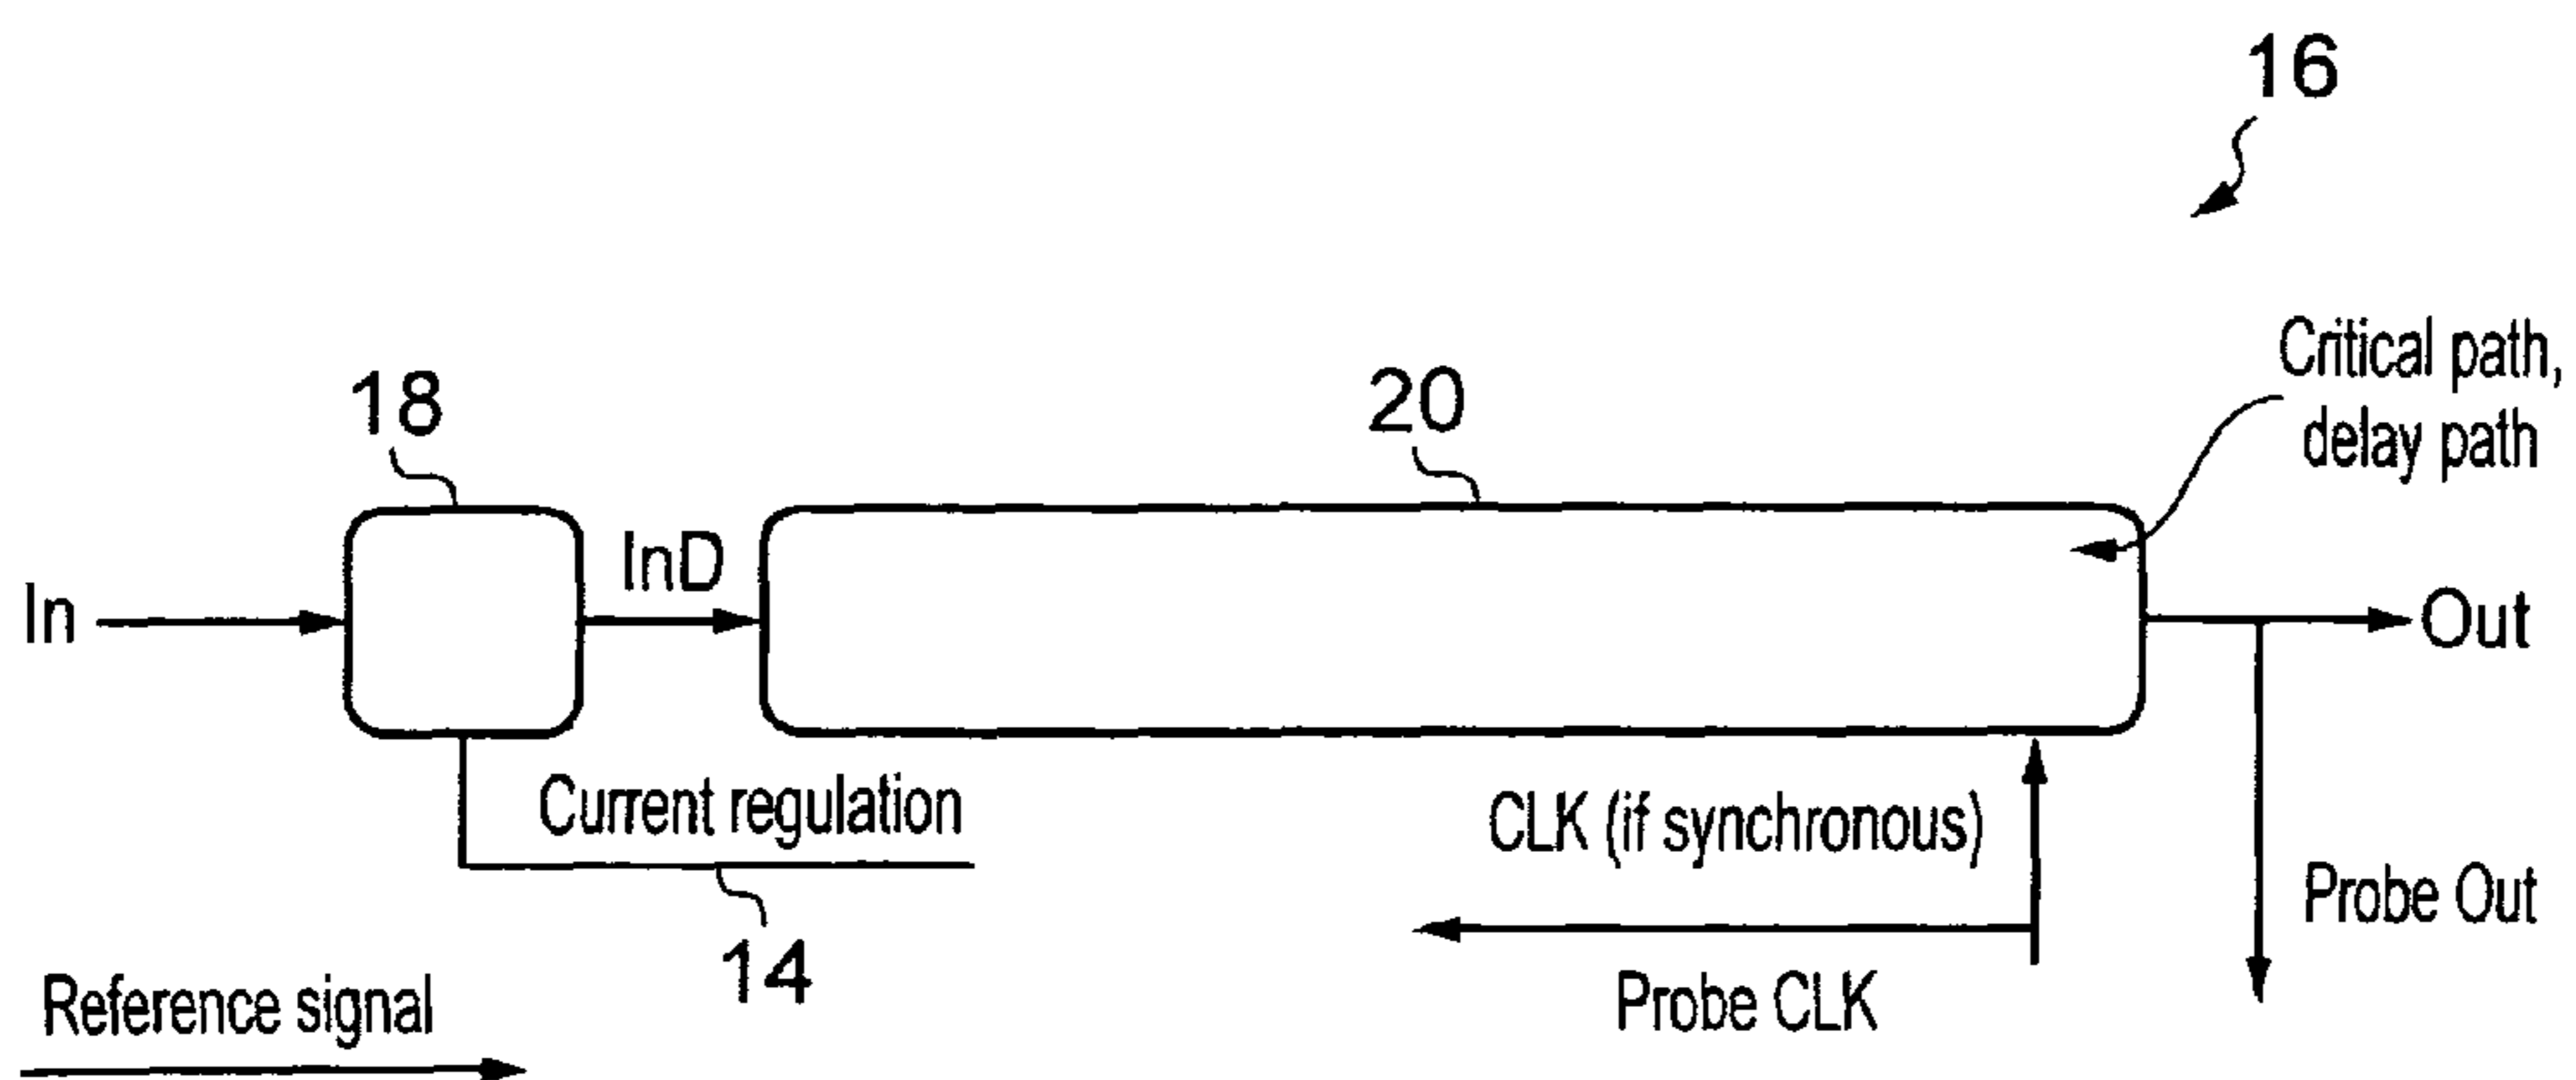 16
Critical path,
delay path
18
20
In
InD
Out
Current regulation
14
CLK (if synchronous)
Probe CLK
Probe Out
Reference signal